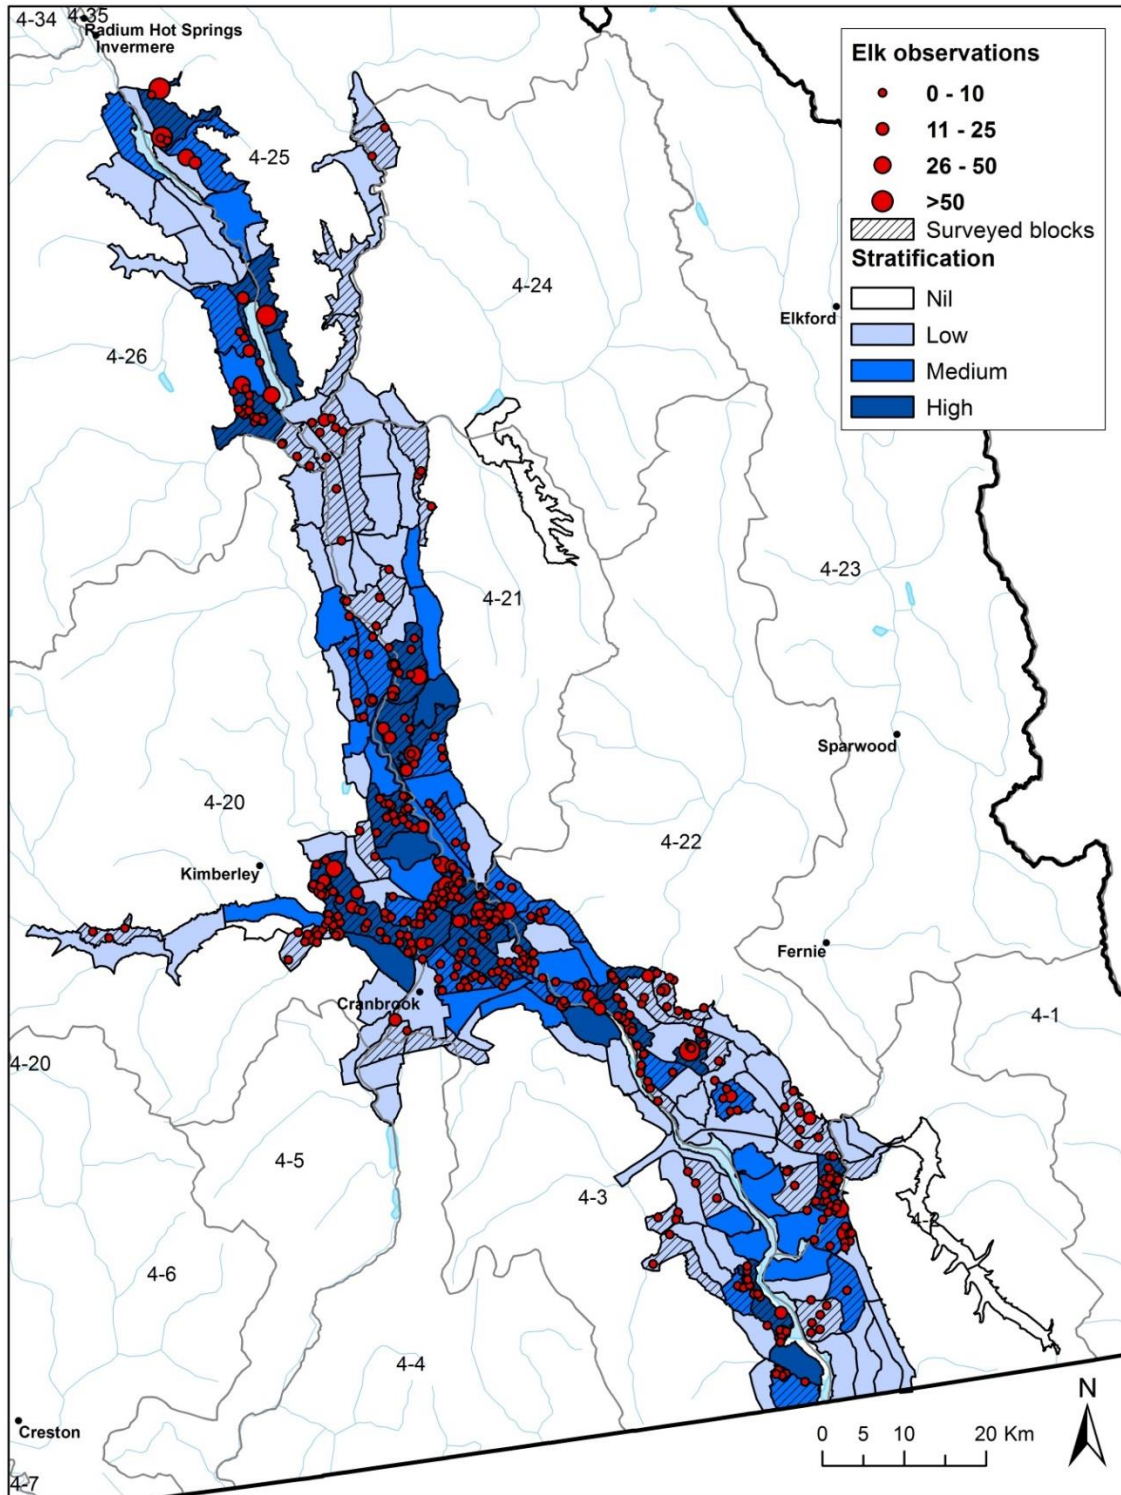 4-34
4-35
Radium Hot Springs
Invermere
Elk observations
0 - 10
11 - 25
26 - 50
>50
Surveyed blocks
Stratification
Nil
Low
Medium
High
4-25
4-24
Elkford
4-26
4-23
4-21
Sparwood
4-20
4-22
Kimberley
Fernie
Cranbrook
4-1
4-20
4-5
4-3
4-2
4-6
4-4
N
0 5 10 20 Km
Creston
4-7